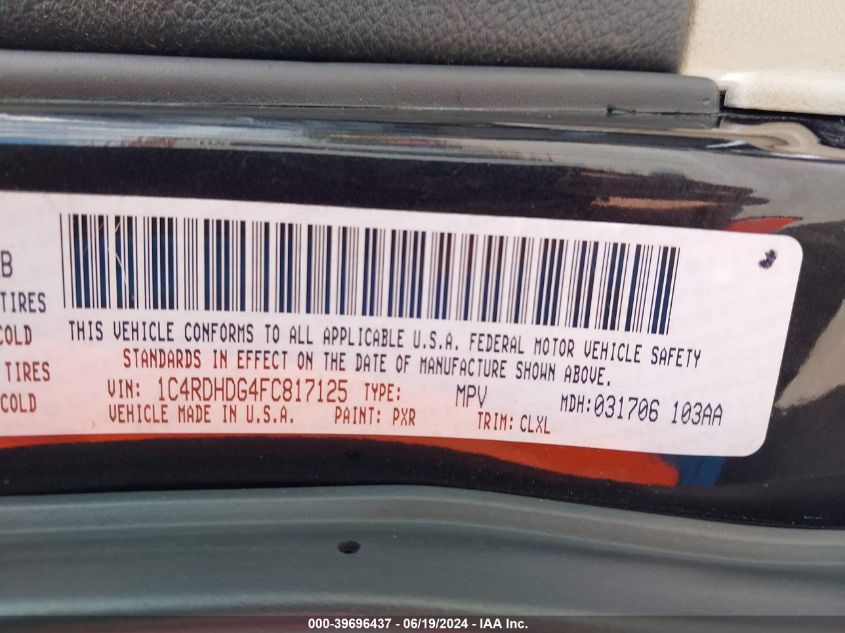 B
TIRES
COLD
TIRES
COLD
THIS VEHICLE CONFORMS TO ALL APPLICABLE U.S.A. FEDERAL MOTOR VEHICLE SAFETY
STANDARDS IN EFFECT ON THE DATE OF MANUFACTURE SHOWN ABOVE.
VIN: 1C4RDHDG4FC817125 TYPE: MPV MDH:031706 103AA
VEHICLE MADE IN U.S.A. PAINT: PXR TRIM: CLXL
000-39696437 - 06/19/2024 - IAA Inc.